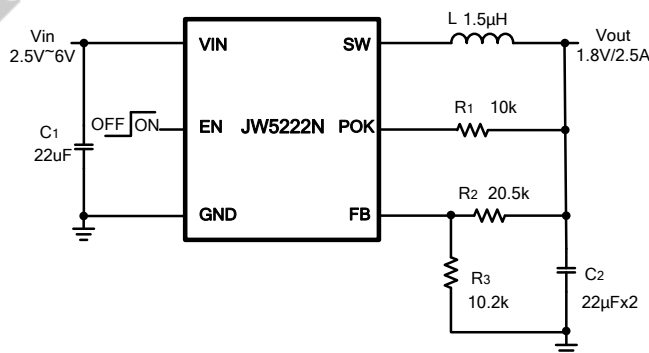 L 1.5µH
Vin
2.5V~6V
VIN
SW
Vout
1.8V/2.5A
R1 10k
C1
22uF
OFF ON
EN
JW5222N
POK
R2 20.5k
GND
FB
R3
10.2k
C2
22µFx2